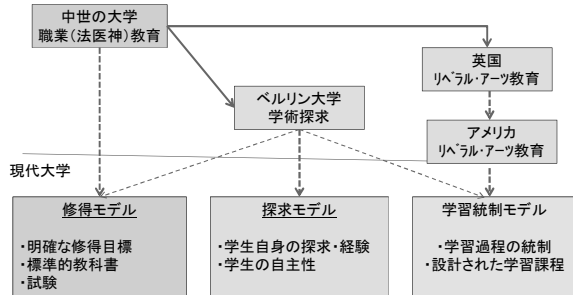 中世の大学
職業(法医神)教育
英国
リベラル・アーツ教育
ベルリン大学
学術探求
アメリカ
リベラル・アーツ教育
現代大学
修得モデル
・明確な修得目標
・標準的教科書
・試験
探求モデル
・学生自身の探求・経験
・学生の自主性
学習統制モデル
・学習過程の統制
・設計された学習課程